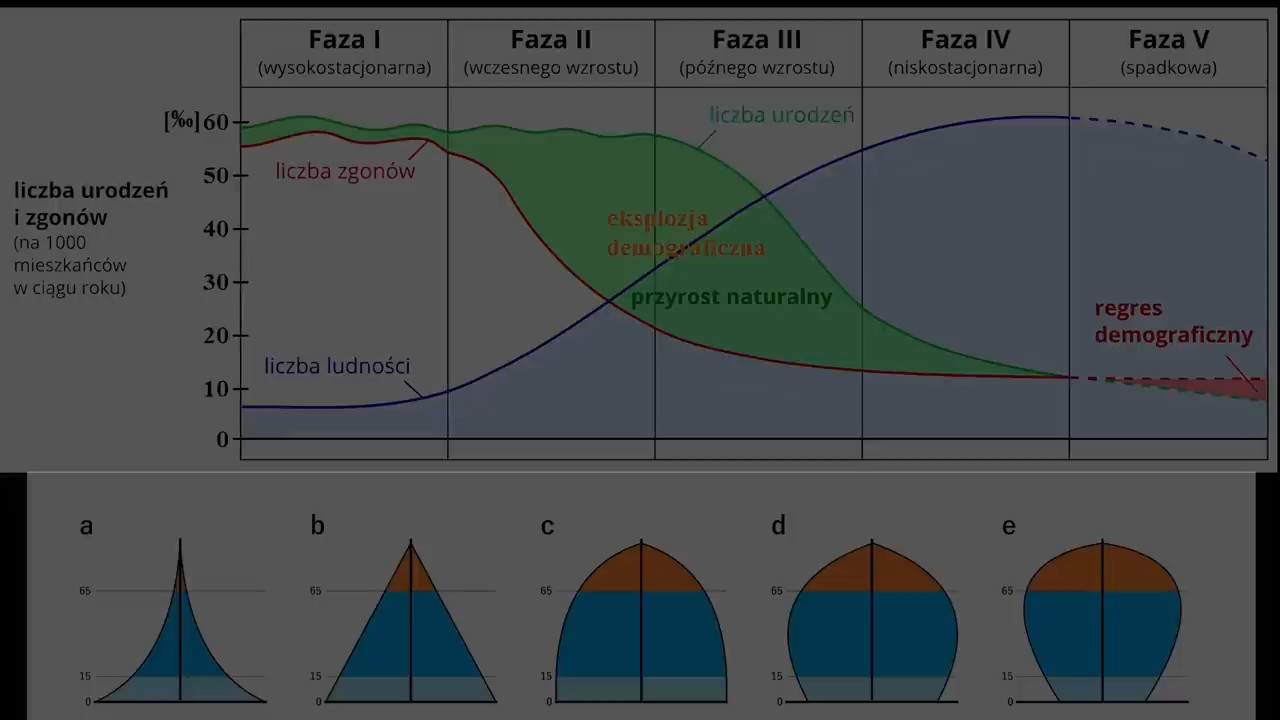 Faza I
(wysokostacjonarna)
Faza II
(wczesnego wzrostu)
Faza III
(późnego wzrostu)
Faza IV
(niskostacjonarna)
Faza V
(spadkowa)
liczba urodzeń
i zgonów
(na 1000
mieszkańców
w ciągu roku)
[‰] 60
50
40
30
20
10
0
liczba urodzeń
liczba zgonów
eksplozja
demograficzna
przyrost naturalny
liczba ludności
regres
demograficzny
a
65
15
0
b
65
15
0
c
65
15
0
d
65
15
0
e
65
15
0